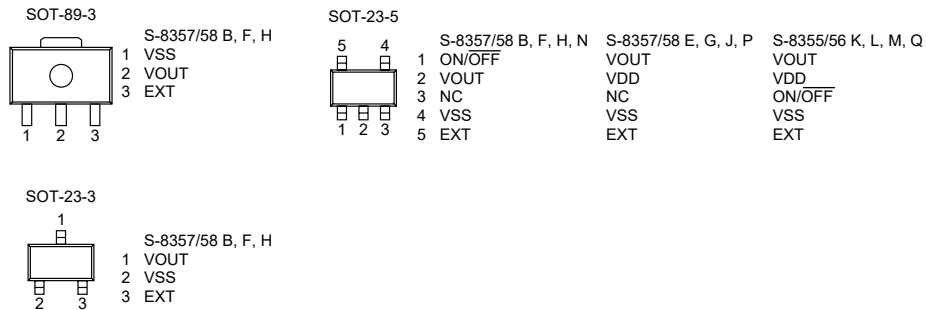 SOT-89-3
S-8357/58 B, F, H
1 VSS
2 VOUT
3 EXT
1 2 3
SOT-23-5
5 4
1 2 3
S-8357/58 B, F, H, N S-8357/58 E, G, J, P S-8355/56 K, L, M, Q
1 ON/OFF VOUT VOUT
2 VOUT VDD VDD
3 NC NC ON/OFF
4 VSS VSS VSS
5 EXT EXT EXT
SOT-23-3
1
S-8357/58 B, F, H
1 VOUT
2 VSS
3 EXT
2 3